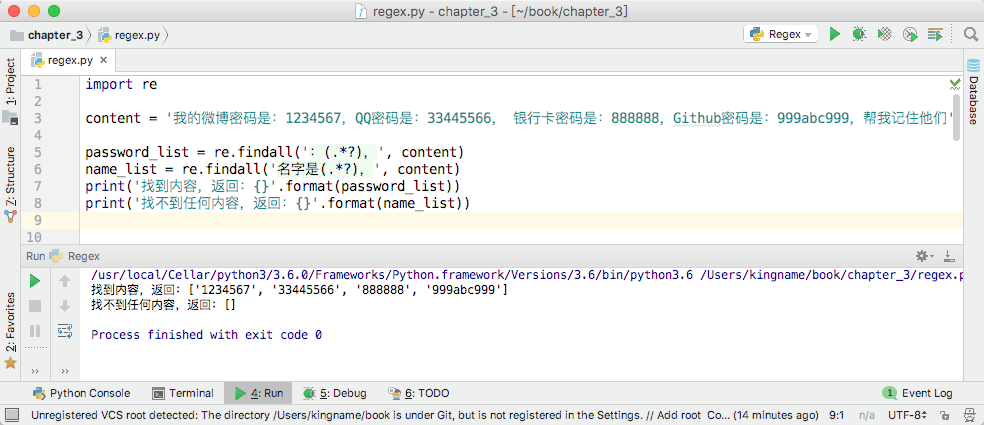 regex.py - chapter_3 - [~/book/chapter_3]
chapter_3 regex.py Regex
regex.py
1: Project
Z: Structure
2: Favorites
Database
1 import re
2
3 content = '我的微博密码是：1234567，QQ密码是：33445566， 银行卡密码是：888888，Github密码是：999abc999，帮我记住他们'
4
5 password_list = re.findall('：(.*?)，', content)
6 name_list = re.findall('名字是(.*?)，', content)
7 print('找到内容，返回：{}'.format(password_list))
8 print('找不到任何内容，返回：{}'.format(name_list))
9
10
Run Regex
/usr/local/Cellar/python3/3.6.0/Frameworks/Python.framework/Versions/3.6/bin/python3.6 /Users/kingname/book/chapter_3/regex.p
找到内容，返回：['1234567', '33445566', '888888', '999abc999']
找不到任何内容，返回：[]
Process finished with exit code 0
Python Console Terminal 4: Run 5: Debug 6: TODO 1 Event Log
Unregistered VCS root detected: The directory /Users/kingname/book is under Git, but is not registered in the Settings. // Add root Co... (14 minutes ago) 9:1 n/a UTF-8